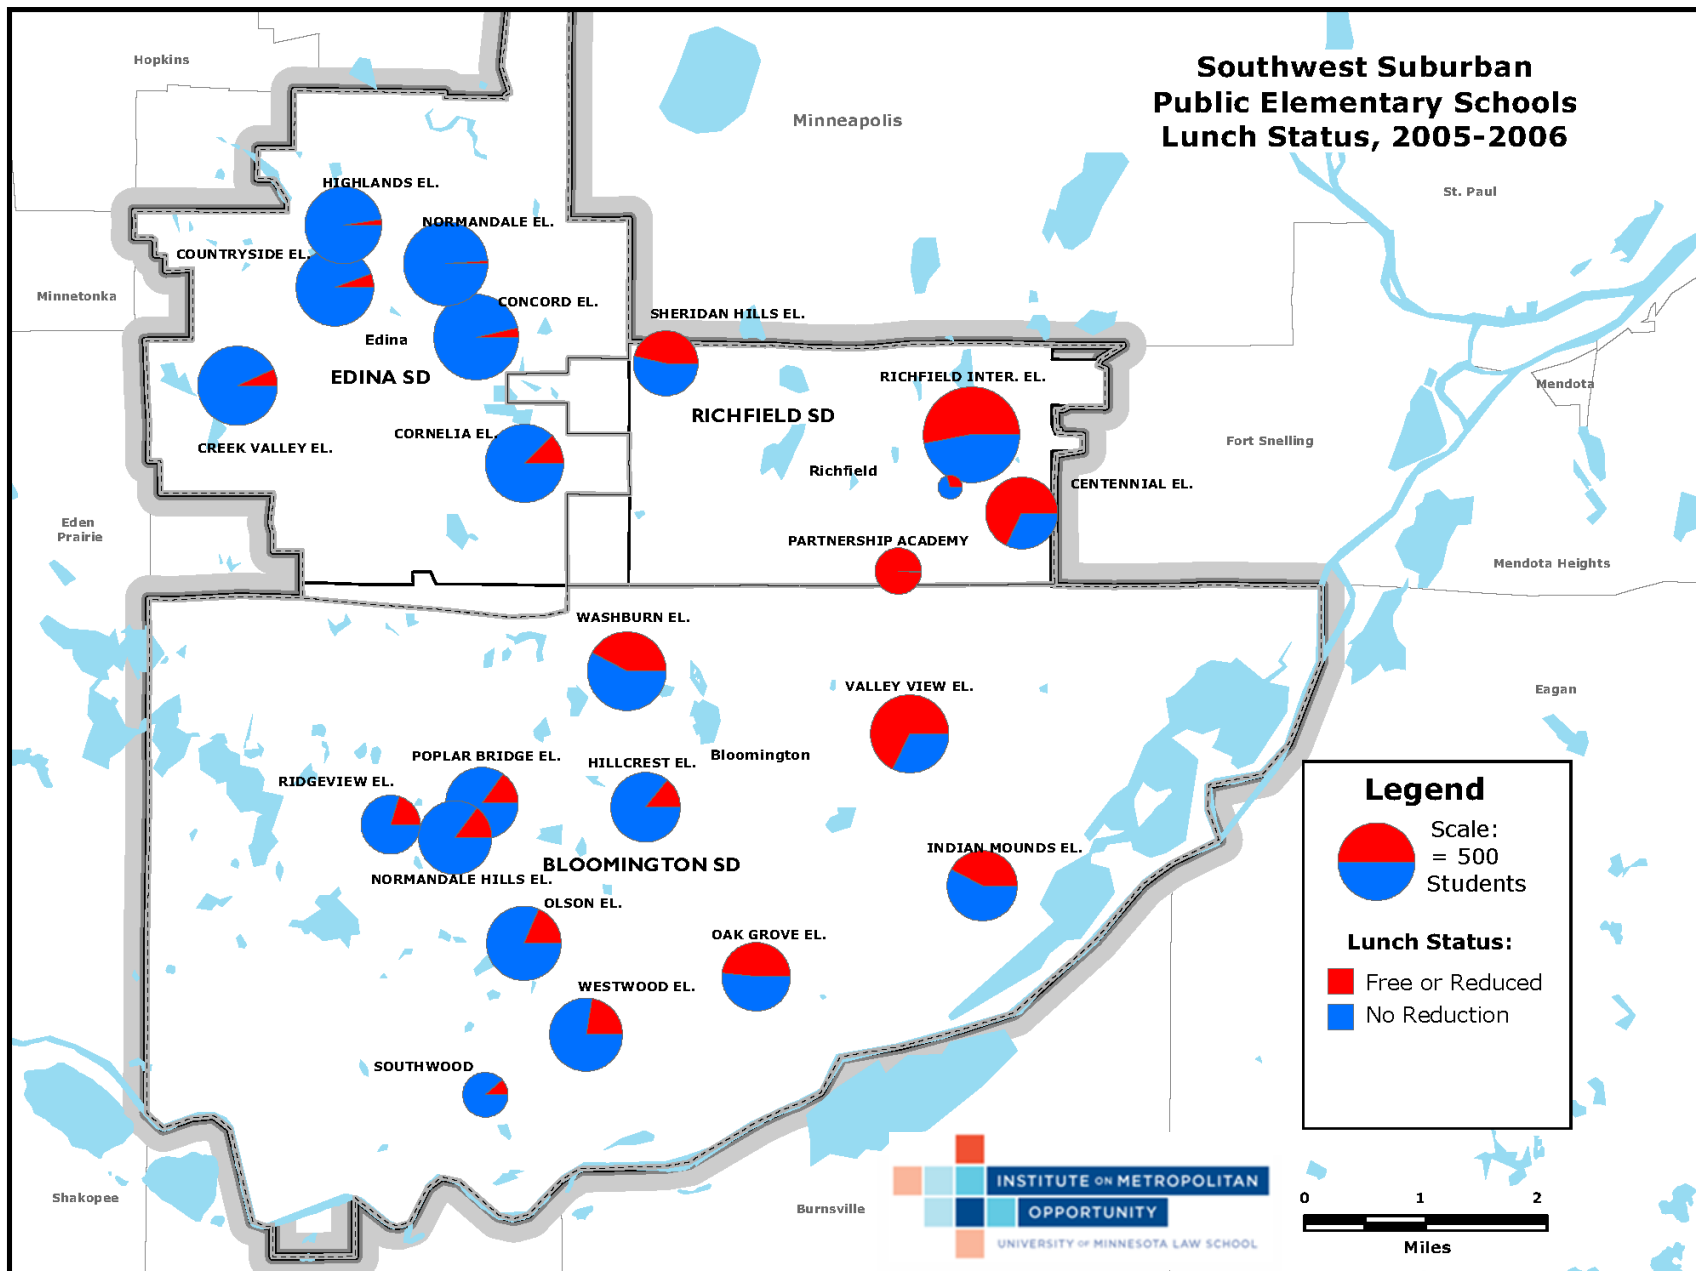 Southwest Suburban
Public Elementary Schools
Lunch Status, 2005-2006
Hopkins
Minneapolis
St. Paul
HIGHLANDS EL.
NORMANDALE EL.
COUNTRYSIDE EL.
Minnetonka
CONCORD EL.
SHERIDAN HILLS EL.
Edina
EDINA SD
RICHFIELD INTER. EL.
Mendota
RICHFIELD SD
CORNELIA EL.
CREEK VALLEY EL.
Fort Snelling
Richfield
CENTENNIAL EL.
Eden
Prairie
PARTNERSHIP ACADEMY
Mendota Heights
WASHBURN EL.
VALLEY VIEW EL.
Eagan
POPLAR BRIDGE EL.
HILLCREST EL.
Bloomington
RIDGEVIEW EL.
BLOOMINGTON SD
INDIAN MOUNDS EL.
NORMANDALE HILLS EL.
OLSON EL.
OAK GROVE EL.
WESTWOOD EL.
SOUTHWOOD
Legend
Scale:
= 500
Students
Lunch Status:
Free or Reduced
No Reduction
Shakopee
Burnsville
INSTITUTE ON METROPOLITAN
OPPORTUNITY
UNIVERSITY OF MINNESOTA LAW SCHOOL
0 1 2
Miles